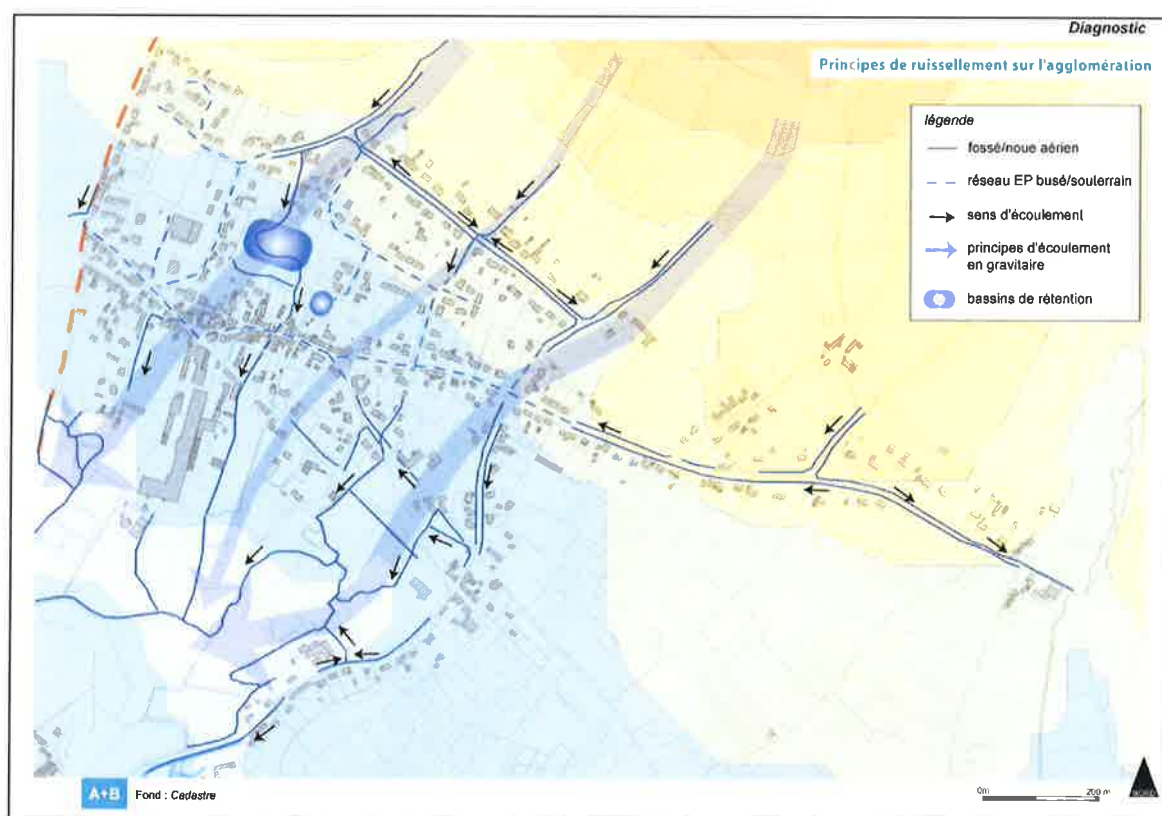 Diagnostic
Principes de ruissellement sur l'agglomération
légende
fossé/noue aérien
réseau EP busé/souterrain
sens d'écoulement
principes d'écoulement
en gravitaire
bassins de rétention
A+B
Fond : Cadastre
0m
200 m
NORD